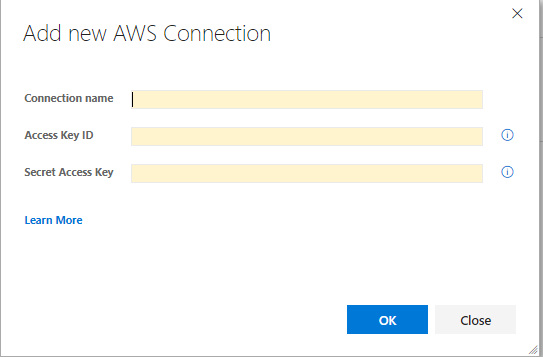 Add new AWS Connection
Connection name
Access Key ID
Secret Access Key
Learn More
OK Close